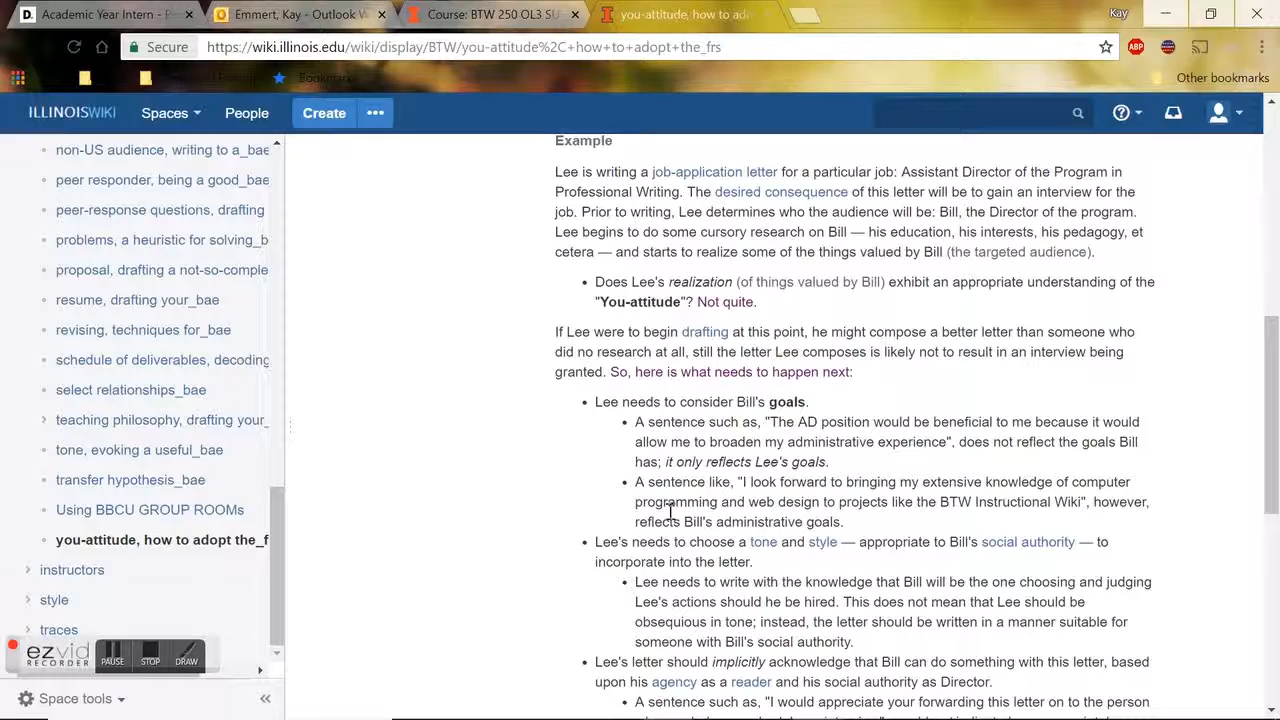 Academic Year Intern - P
Emmert, Kay - Outlook W
Course: BTW 250 OL3 SU
you-attitude, how to ad
Kay
Secure
https://wiki.illinois.edu/wiki/display/BTW/you-attitude%2C+how+to+adopt+the_frs
ABP
Other bookmarks
ILLINOISWIKI
Spaces
People
Create
non-US audience, writing to a_bae
peer responder, being a good_bae
peer-response questions, drafting
problems, a heuristic for solving_b
proposal, drafting a not-so-comple
resume, drafting your_bae
revising, techniques for_bae
schedule of deliverables, decoding
select relationships_bae
teaching philosophy, drafting your_
tone, evoking a useful_bae
transfer hypothesis_bae
Using BBCU GROUP ROOMs
you-attitude, how to adopt the_f
instructors
style
traces
ezvid
RECORDER
PAUSE
STOP
DRAW
Space tools
Example
Lee is writing a job-application letter for a particular job: Assistant Director of the Program in
Professional Writing. The desired consequence of this letter will be to gain an interview for the
job. Prior to writing, Lee determines who the audience will be: Bill, the Director of the program.
Lee begins to do some cursory research on Bill — his education, his interests, his pedagogy, et
cetera — and starts to realize some of the things valued by Bill (the targeted audience).
• Does Lee's realization (of things valued by Bill) exhibit an appropriate understanding of the
"You-attitude"? Not quite.
If Lee were to begin drafting at this point, he might compose a better letter than someone who
did no research at all, still the letter Lee composes is likely not to result in an interview being
granted. So, here is what needs to happen next:
• Lee needs to consider Bill's goals.
• A sentence such as, "The AD position would be beneficial to me because it would
allow me to broaden my administrative experience", does not reflect the goals Bill
has; it only reflects Lee's goals.
• A sentence like, "I look forward to bringing my extensive knowledge of computer
programming and web design to projects like the BTW Instructional Wiki", however,
reflects Bill's administrative goals.
• Lee's needs to choose a tone and style — appropriate to Bill's social authority — to
incorporate into the letter.
• Lee needs to write with the knowledge that Bill will be the one choosing and judging
Lee's actions should he be hired. This does not mean that Lee should be
obsequious in tone; instead, the letter should be written in a manner suitable for
someone with Bill's social authority.
• Lee's letter should implicitly acknowledge that Bill can do something with this letter, based
upon his agency as a reader and his social authority as Director.
• A sentence such as, "I would appreciate your forwarding this letter on to the person